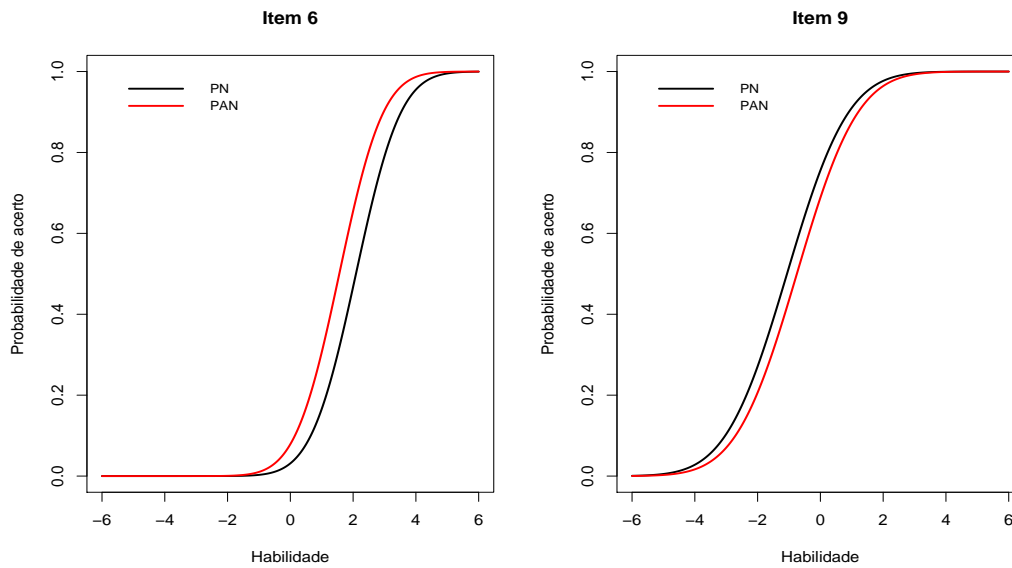 Item 6
PN
PAN
Probabilidade de acerto
0.0 0.2 0.4 0.6 0.8 1.0
−6 −4 −2 0 2 4 6
Habilidade
Item 9
PN
PAN
Probabilidade de acerto
0.0 0.2 0.4 0.6 0.8 1.0
−6 −4 −2 0 2 4 6
Habilidade